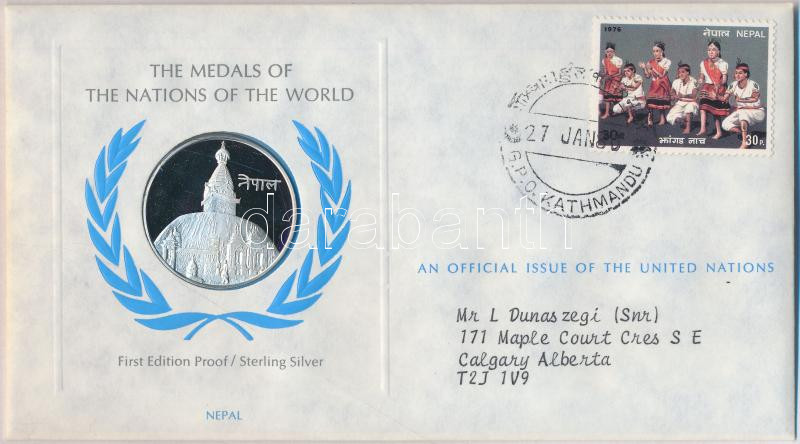 THE MEDALS OF
THE NATIONS OF THE WORLD
नेपाल
First Edition Proof / Sterling Silver
NEPAL
1976
नेपाल NEPAL
झांगड नाच
30 P.
27 JAN
G.P.O. KATHMANDU
AN OFFICIAL ISSUE OF THE UNITED NATIONS
Mr L Dunaszegi (Snr)
171 Maple Court Cres S E
Calgary Alberta
T2J 1V9
darabanth